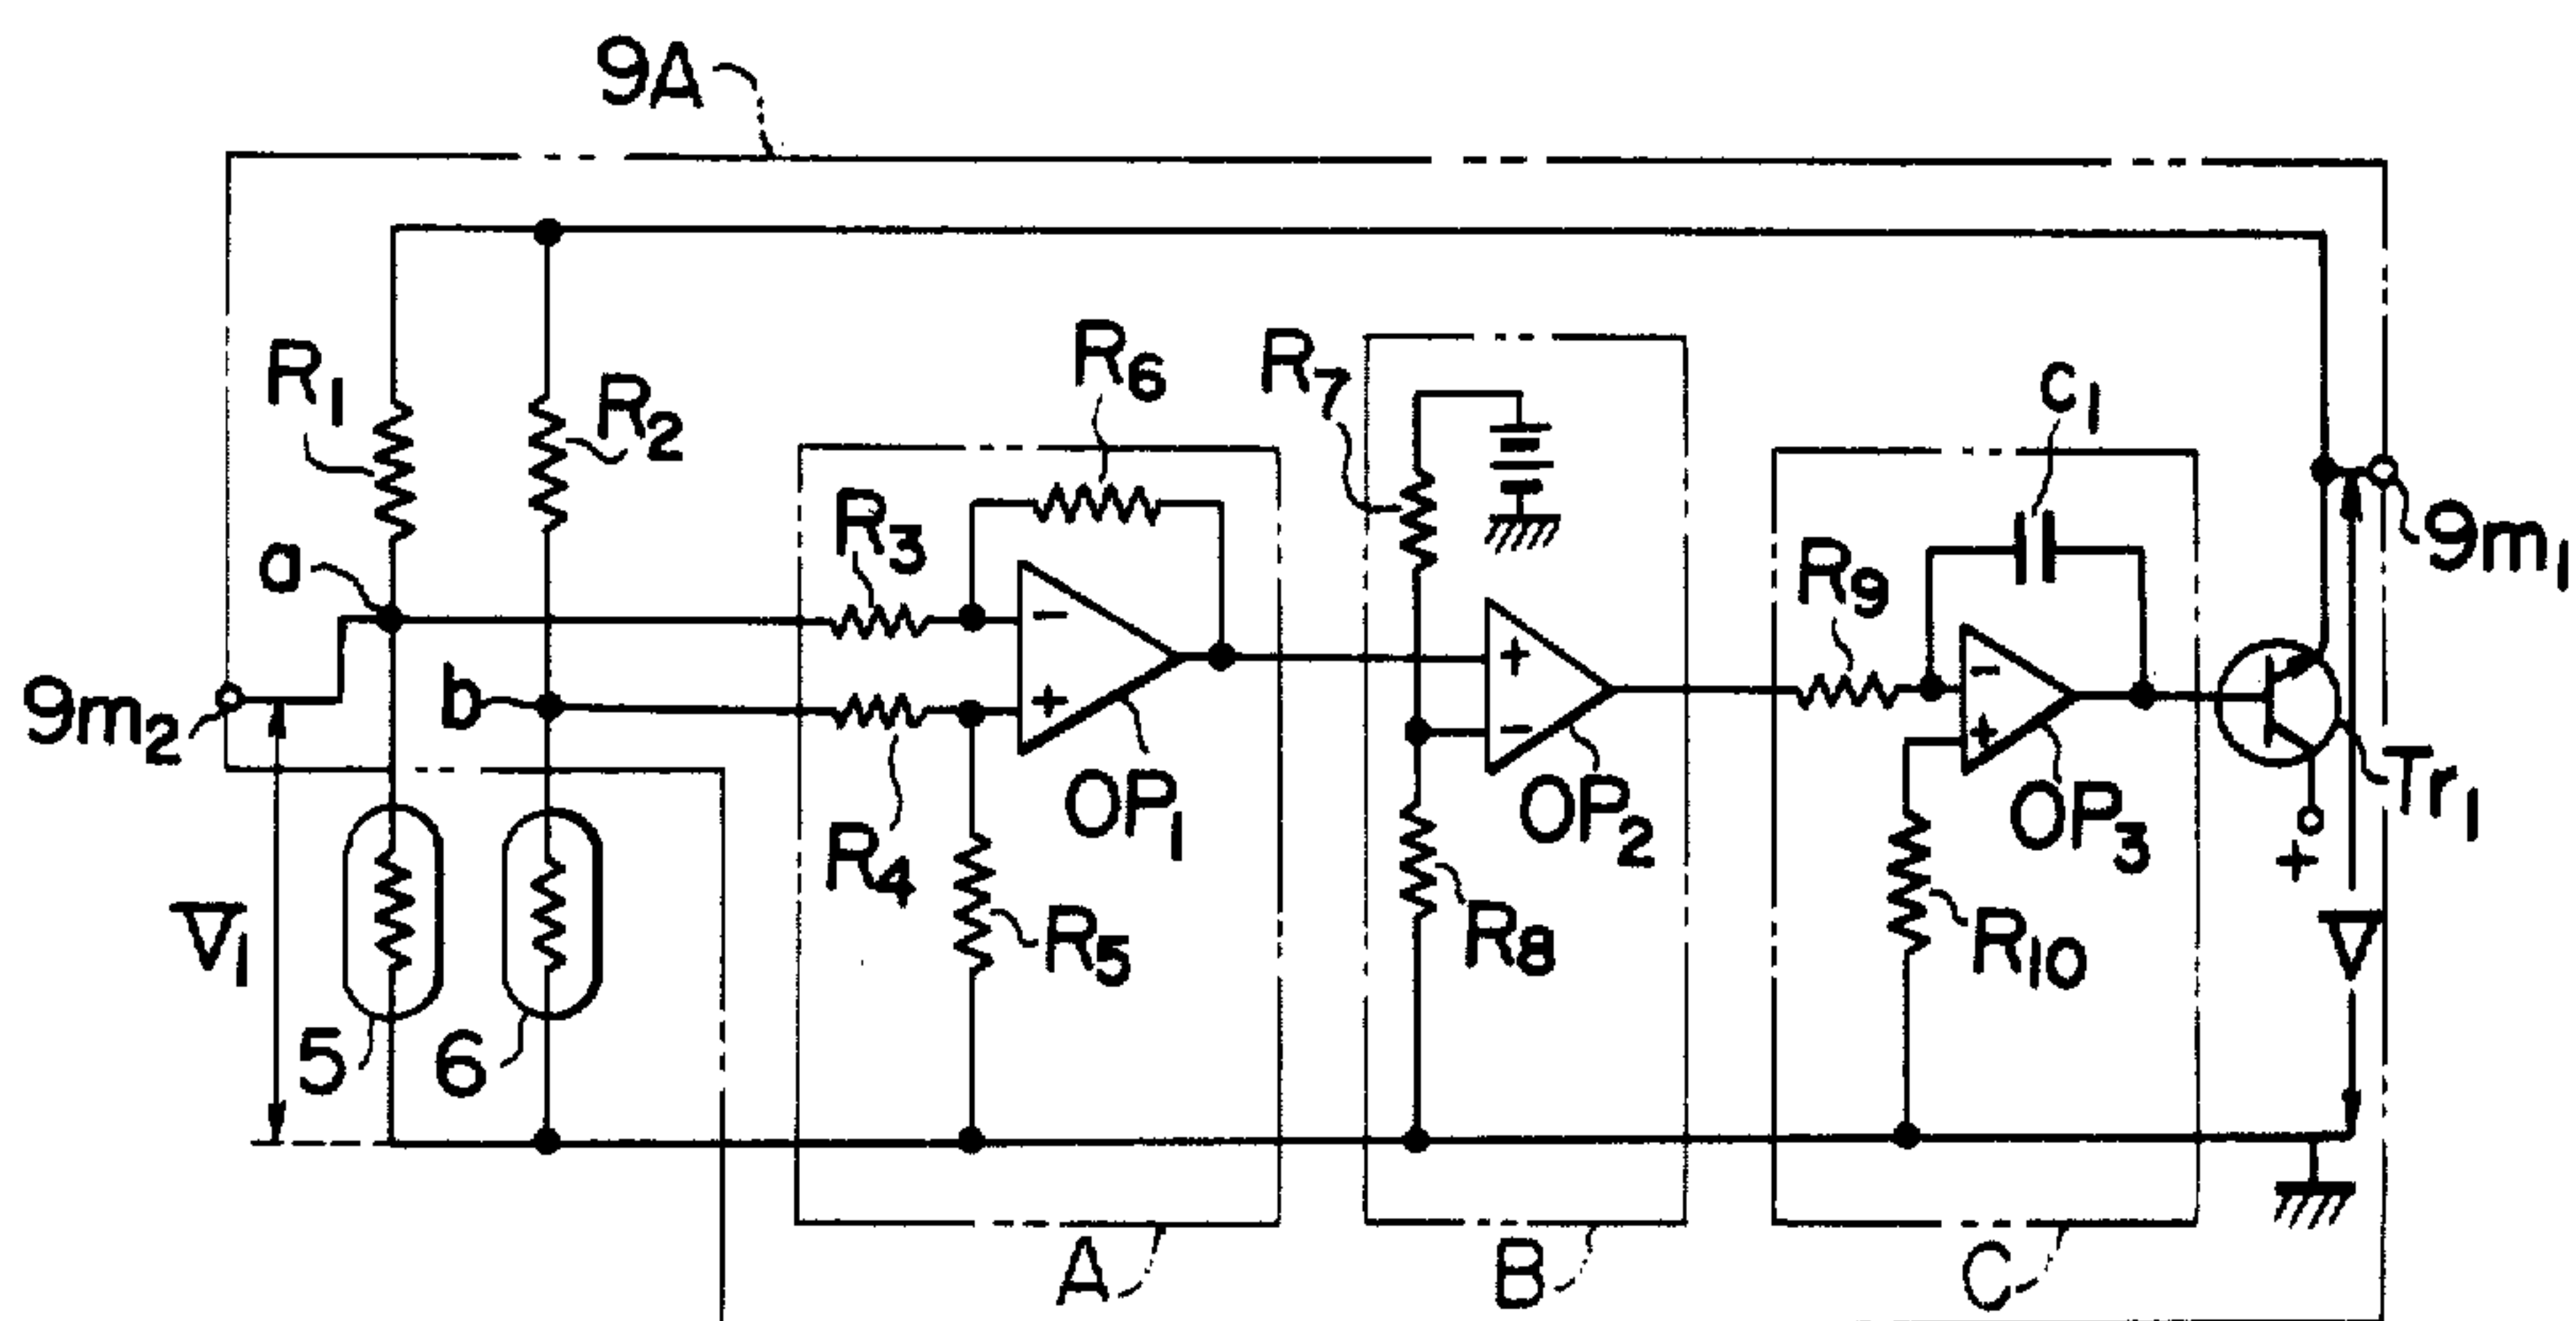 9A
R1
R2
R6
R7
C1
a
R3
R9
9m1
9m2
b
R4
OP1
OP2
OP3
Tr1
V1
5
6
R5
R8
R10
V
A
B
C
- + + - - + +